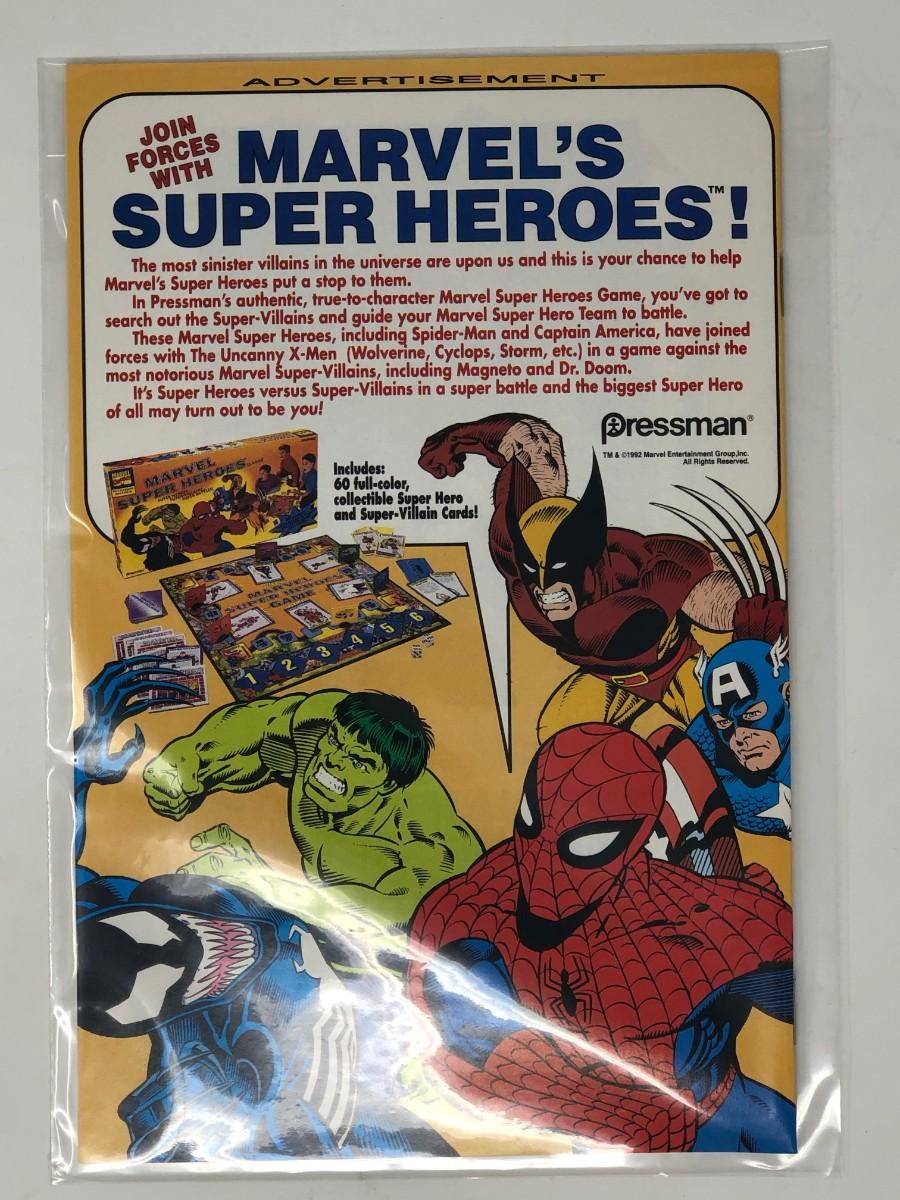 ADVERTISEMENT
JOIN
FORCES
WITH
MARVEL'S
SUPER HEROES™!
The most sinister villains in the universe are upon us and this is your chance to help
Marvel's Super Heroes put a stop to them.
In Pressman's authentic, true-to-character Marvel Super Heroes Game, you've got to
search out the Super-Villains and guide your Marvel Super Hero Team to battle.
These Marvel Super Heroes, including Spider-Man and Captain America, have joined
forces with The Uncanny X-Men (Wolverine, Cyclops, Storm, etc.) in a game against the
most notorious Marvel Super-Villains, including Magneto and Dr. Doom.
It's Super Heroes versus Super-Villains in a super battle and the biggest Super Hero
of all may turn out to be you!
Pressman®
TM & ©1992 Marvel Entertainment Group,Inc.
All Rights Reserved.
MARVEL
MARVEL
SUPER HEROES GAME
Includes:
60 full-color,
collectible Super Hero
and Super-Villain Cards!
MARVEL
SUPER HEROES
GAME
1 2 3 4 5 6
A